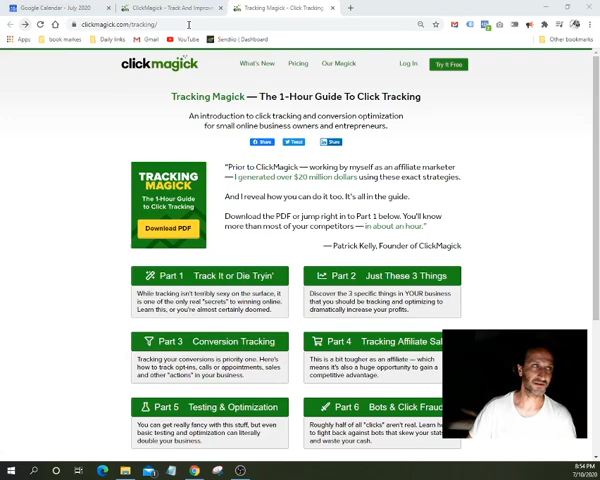 Google Calendar - July 2020
ClickMagick - Track And Improv
Tracking Magick - The 1-Hour Guide To Click Tracking
clickmagick.com/tracking/
Apps
book markes
Daily links
Gmail
YouTube
Sendiio | Dashboard
Other bookmarks
clickmagick
What's New
Pricing
Our Magick
Log In
Try It Free
Tracking Magick — The 1-Hour Guide To Click Tracking
An introduction to click tracking and conversion optimization
for small online business owners and entrepreneurs.
Share
Tweet
Share
TRACKING
MAGICK
The 1-Hour Guide
to Click Tracking
Download PDF
"Prior to ClickMagick — working by myself as an affiliate marketer
— I generated over $20 million dollars using these exact strategies.
And I reveal how you can do it too. It's all in the guide.
Download the PDF or jump right in to Part 1 below. You'll know
more than most of your competitors — in about an hour."
— Patrick Kelly, Founder of ClickMagick
Part 1 Track It or Die Tryin'
While tracking isn't terribly sexy on the surface, it
is one of the only real "secrets" to winning online.
Learn this, or you're almost certainly doomed.
Part 2 Just These 3 Things
Discover the 3 specific things in YOUR business
that you should be tracking and optimizing to
dramatically increase your profits.
Part 3 Conversion Tracking
Tracking your conversions is priority one. Here's
how to track opt-ins, calls or appointments, sales
and other "actions" in your business.
Part 4 Tracking Affiliate Sal
This is a bit tougher as an affiliate — which
means it's also a huge opportunity to gain a
competitive advantage.
Part 5 Testing & Optimization
You can get really fancy with this stuff, but even
basic testing and optimization can literally
double your business.
Part 6 Bots & Click Fraud
Roughly half of all "clicks" aren't real. Learn h
to fight back against bots that skew your stats
and waste your cash.
8:54 PM
7/10/2020